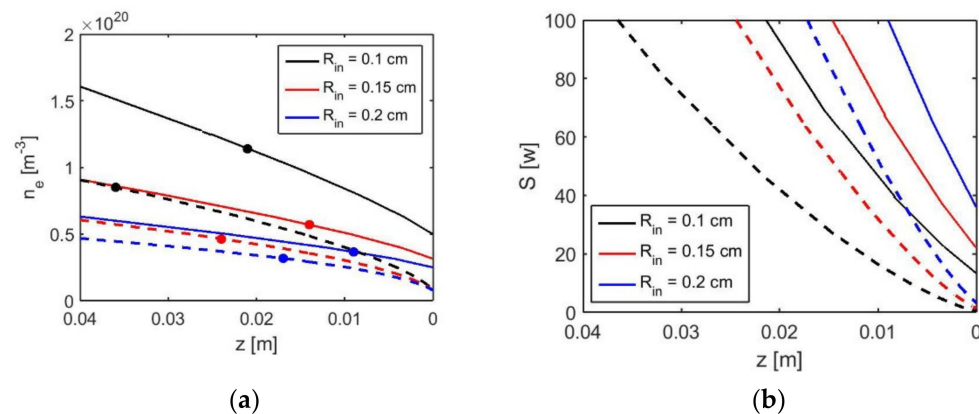 ×10^20
2
1.5
1
0.5
0
n_e [m^-3]
R_in = 0.1 cm
R_in = 0.15 cm
R_in = 0.2 cm
0.04 0.03 0.02 0.01 0
z [m]
(a)
100
80
60
40
20
0
S [w]
R_in = 0.1 cm
R_in = 0.15 cm
R_in = 0.2 cm
0.04 0.03 0.02 0.01 0
z [m]
(b)